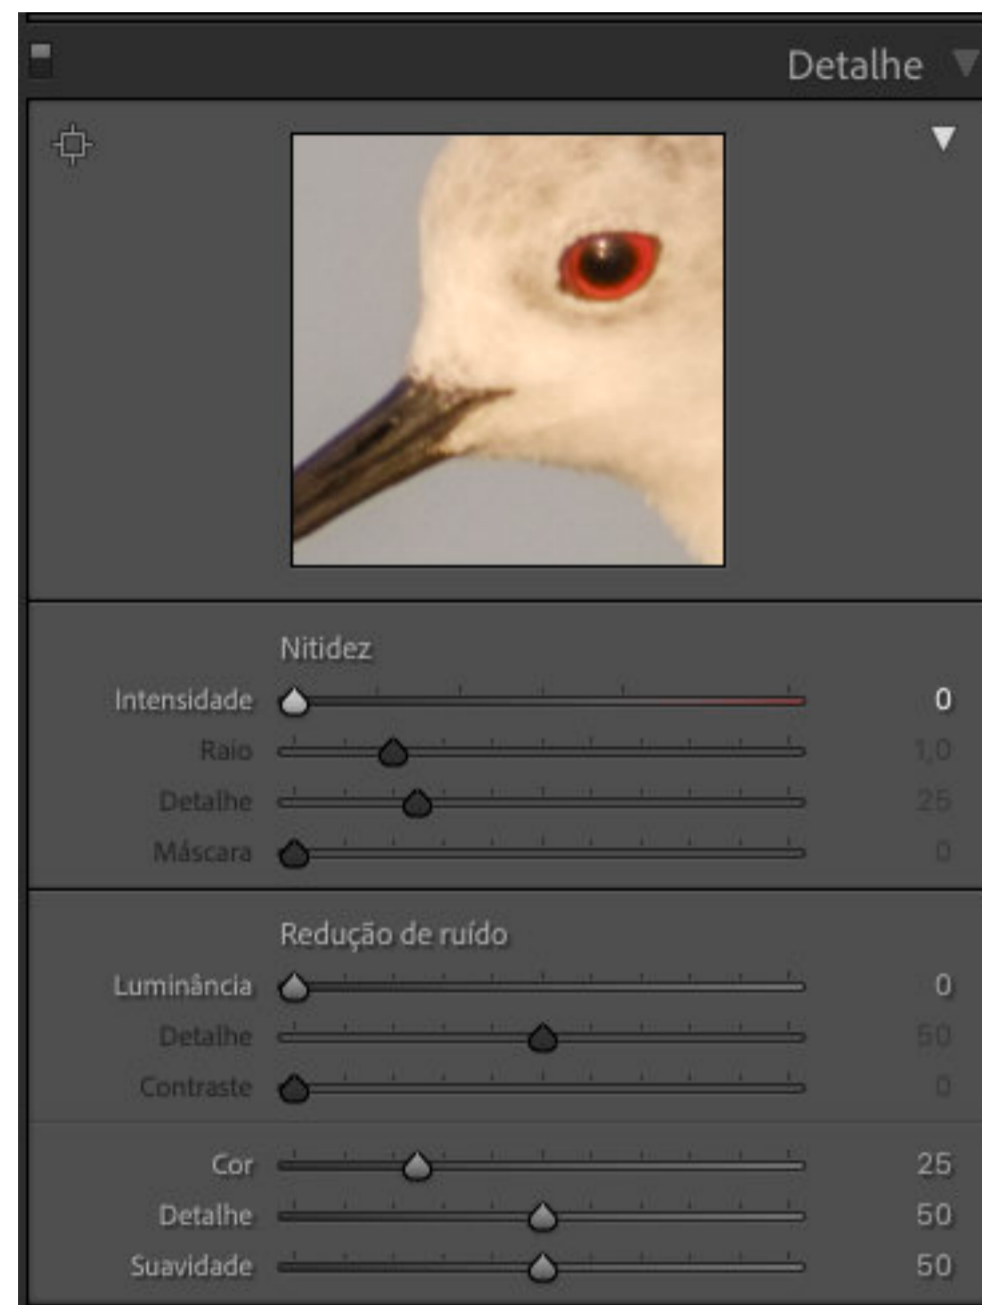 Detalhe
Nitidez
Intensidade 0
Raio 1,0
Detalhe 25
Máscara 0
Redução de ruído
Luminância 0
Detalhe 50
Contraste 0
Cor 25
Detalhe 50
Suavidade 50